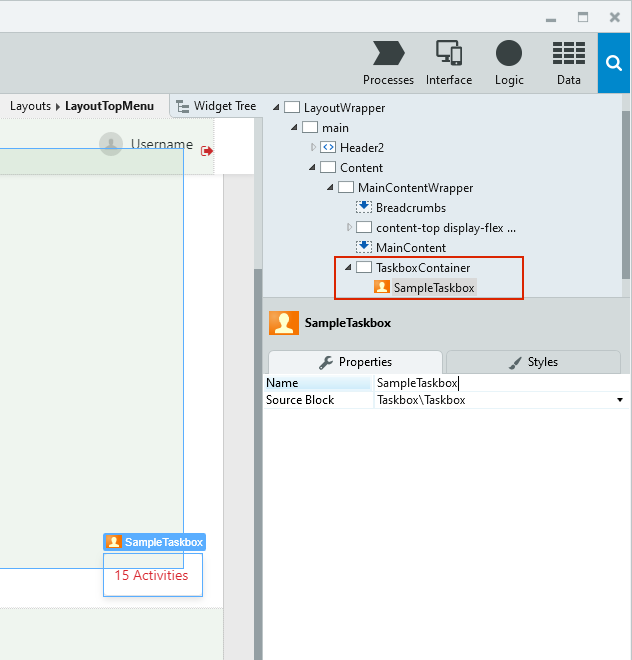 Processes
Interface
Logic
Data
Layouts
LayoutTopMenu
Widget Tree
Username
LayoutWrapper
main
Header2
Content
MainContentWrapper
Breadcrumbs
content-top display-flex ...
MainContent
TaskboxContainer
SampleTaskbox
SampleTaskbox
Properties
Styles
Name SampleTaskbox
Source Block Taskbox\Taskbox
SampleTaskbox
15 Activities